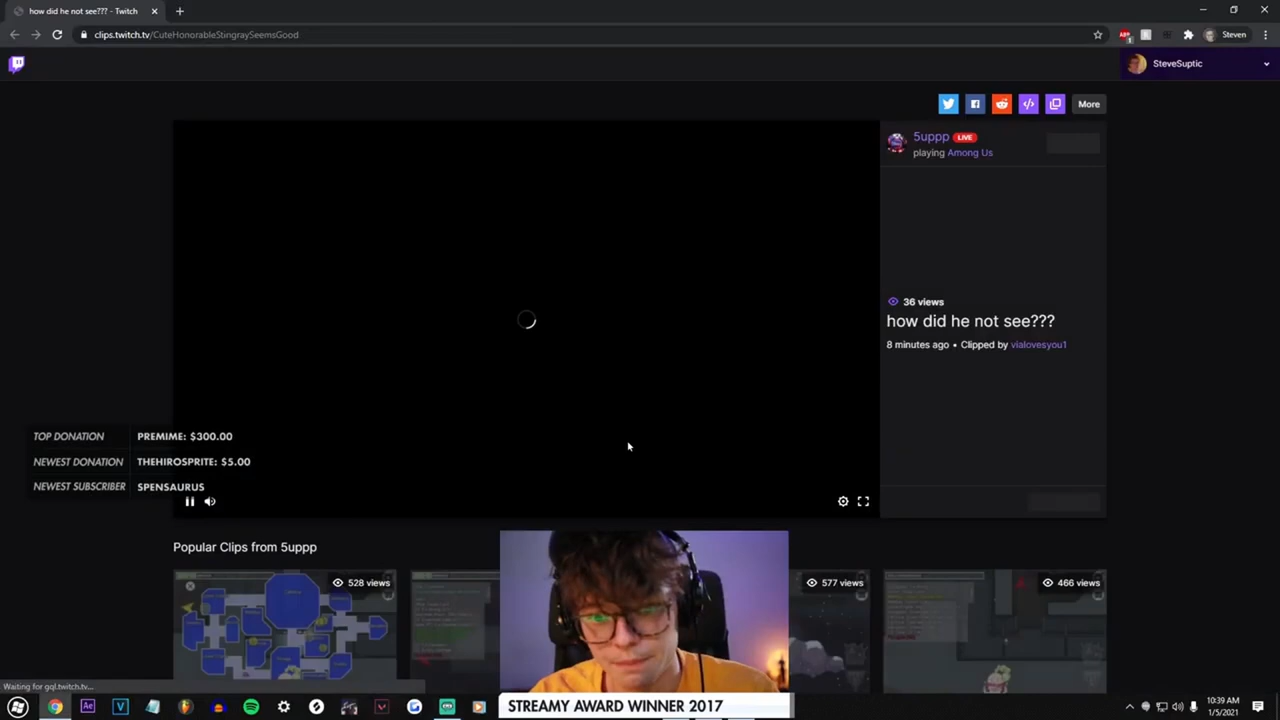 how did he not see??? - Twitch
clips.twitch.tv/CuteHonorableStingraySeemsGood
Steven
SteveSuptic
More
5uppp LIVE
playing Among Us
36 views
how did he not see???
8 minutes ago • Clipped by vialovesyou1
TOP DONATION PREMIME: $300.00
NEWEST DONATION THEHIROSPRITE: $5.00
NEWEST SUBSCRIBER SPENSAURUS
Popular Clips from 5uppp
528 views
577 views
466 views
Waiting for gql.twitch.tv...
STREAMY AWARD WINNER 2017
10:39 AM
1/5/2021